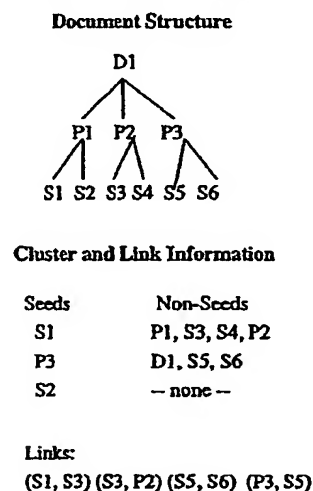 Document Structure
D1
P1 P2 P3
S1 S2 S3 S4 S5 S6
Cluster and Link Information
Seeds Non-Seeds
S1 P1, S3, S4, P2
P3 D1, S5, S6
S2 -- none --
Links:
(S1, S3) (S3, P2) (S5, S6) (P3, S5)